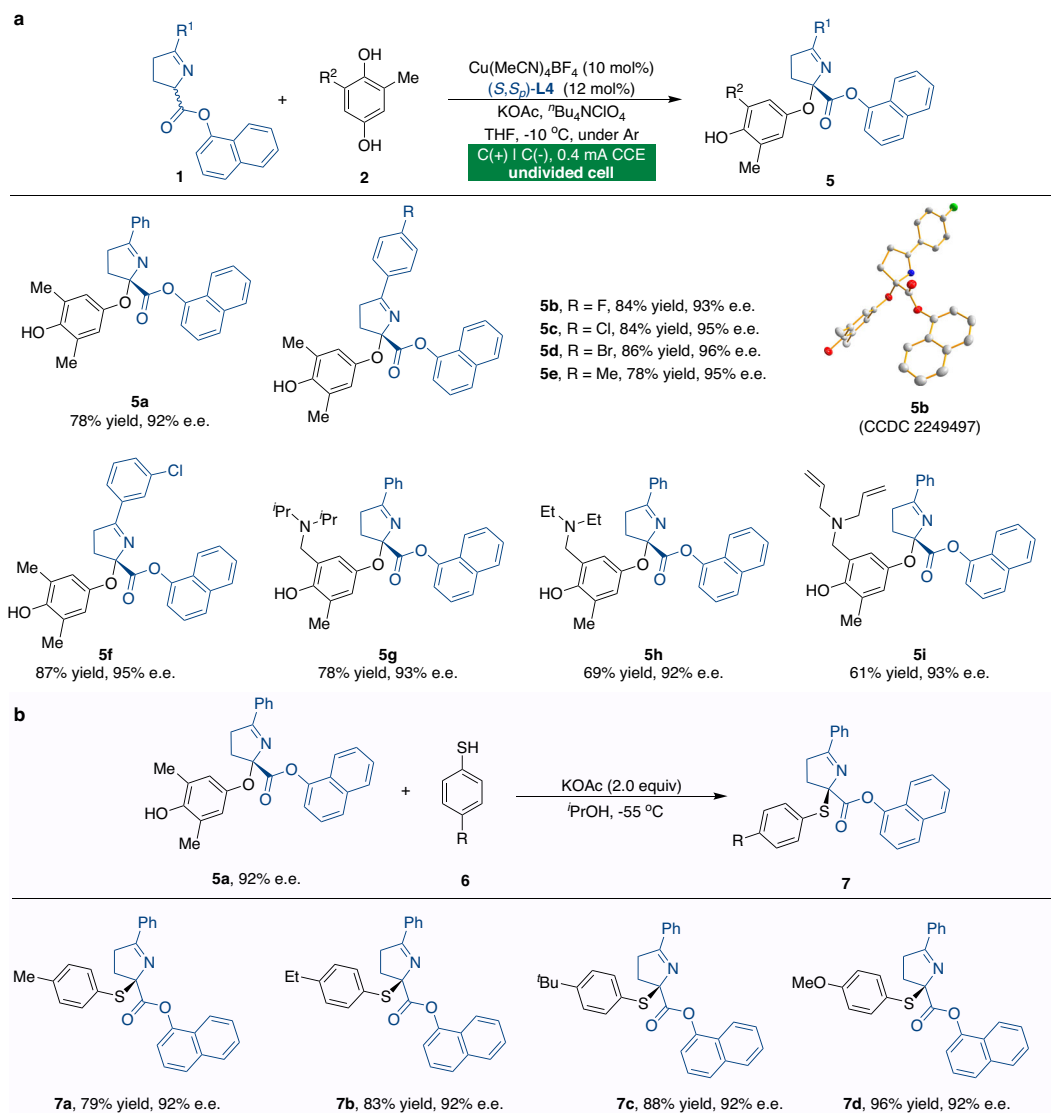 a
R¹
N
O
O
1
+
OH
R²
Me
OH
2
Cu(MeCN)₄BF₄ (10 mol%)
(S,Sₚ)-L4 (12 mol%)
KOAc, ⁿBu₄NClO₄
THF, -10 °C, under Ar
C(+) l C(-), 0.4 mA CCE
undivided cell
R¹
N
R²
O
O
HO
O
Me
5
Ph
N
Me
O
O
HO
O
Me
5a
78% yield, 92% e.e.
R
N
Me
O
O
HO
O
Me
5b, R = F, 84% yield, 93% e.e.
5c, R = Cl, 84% yield, 95% e.e.
5d, R = Br, 86% yield, 96% e.e.
5e, R = Me, 78% yield, 95% e.e.
5b
(CCDC 2249497)
Cl
N
Me
O
O
HO
O
Me
5f
87% yield, 95% e.e.
Ph
ⁱPr
N
ⁱPr
N
O
O
HO
O
Me
5g
78% yield, 93% e.e.
Ph
Et
Et
N
N
O
O
HO
O
Me
5h
69% yield, 92% e.e.
Ph
N
N
O
O
HO
O
Me
5i
61% yield, 93% e.e.
b
Ph
N
Me
O
O
HO
O
Me
5a, 92% e.e.
+
SH
R
6
KOAc (2.0 equiv)
ⁱPrOH, -55 °C
Ph
N
S
O
O
R
7
Ph
N
Me
S
O
O
7a, 79% yield, 92% e.e.
Ph
N
Et
S
O
O
7b, 83% yield, 92% e.e.
Ph
N
ᵗBu
S
O
O
7c, 88% yield, 92% e.e.
Ph
N
MeO
S
O
O
7d, 96% yield, 92% e.e.